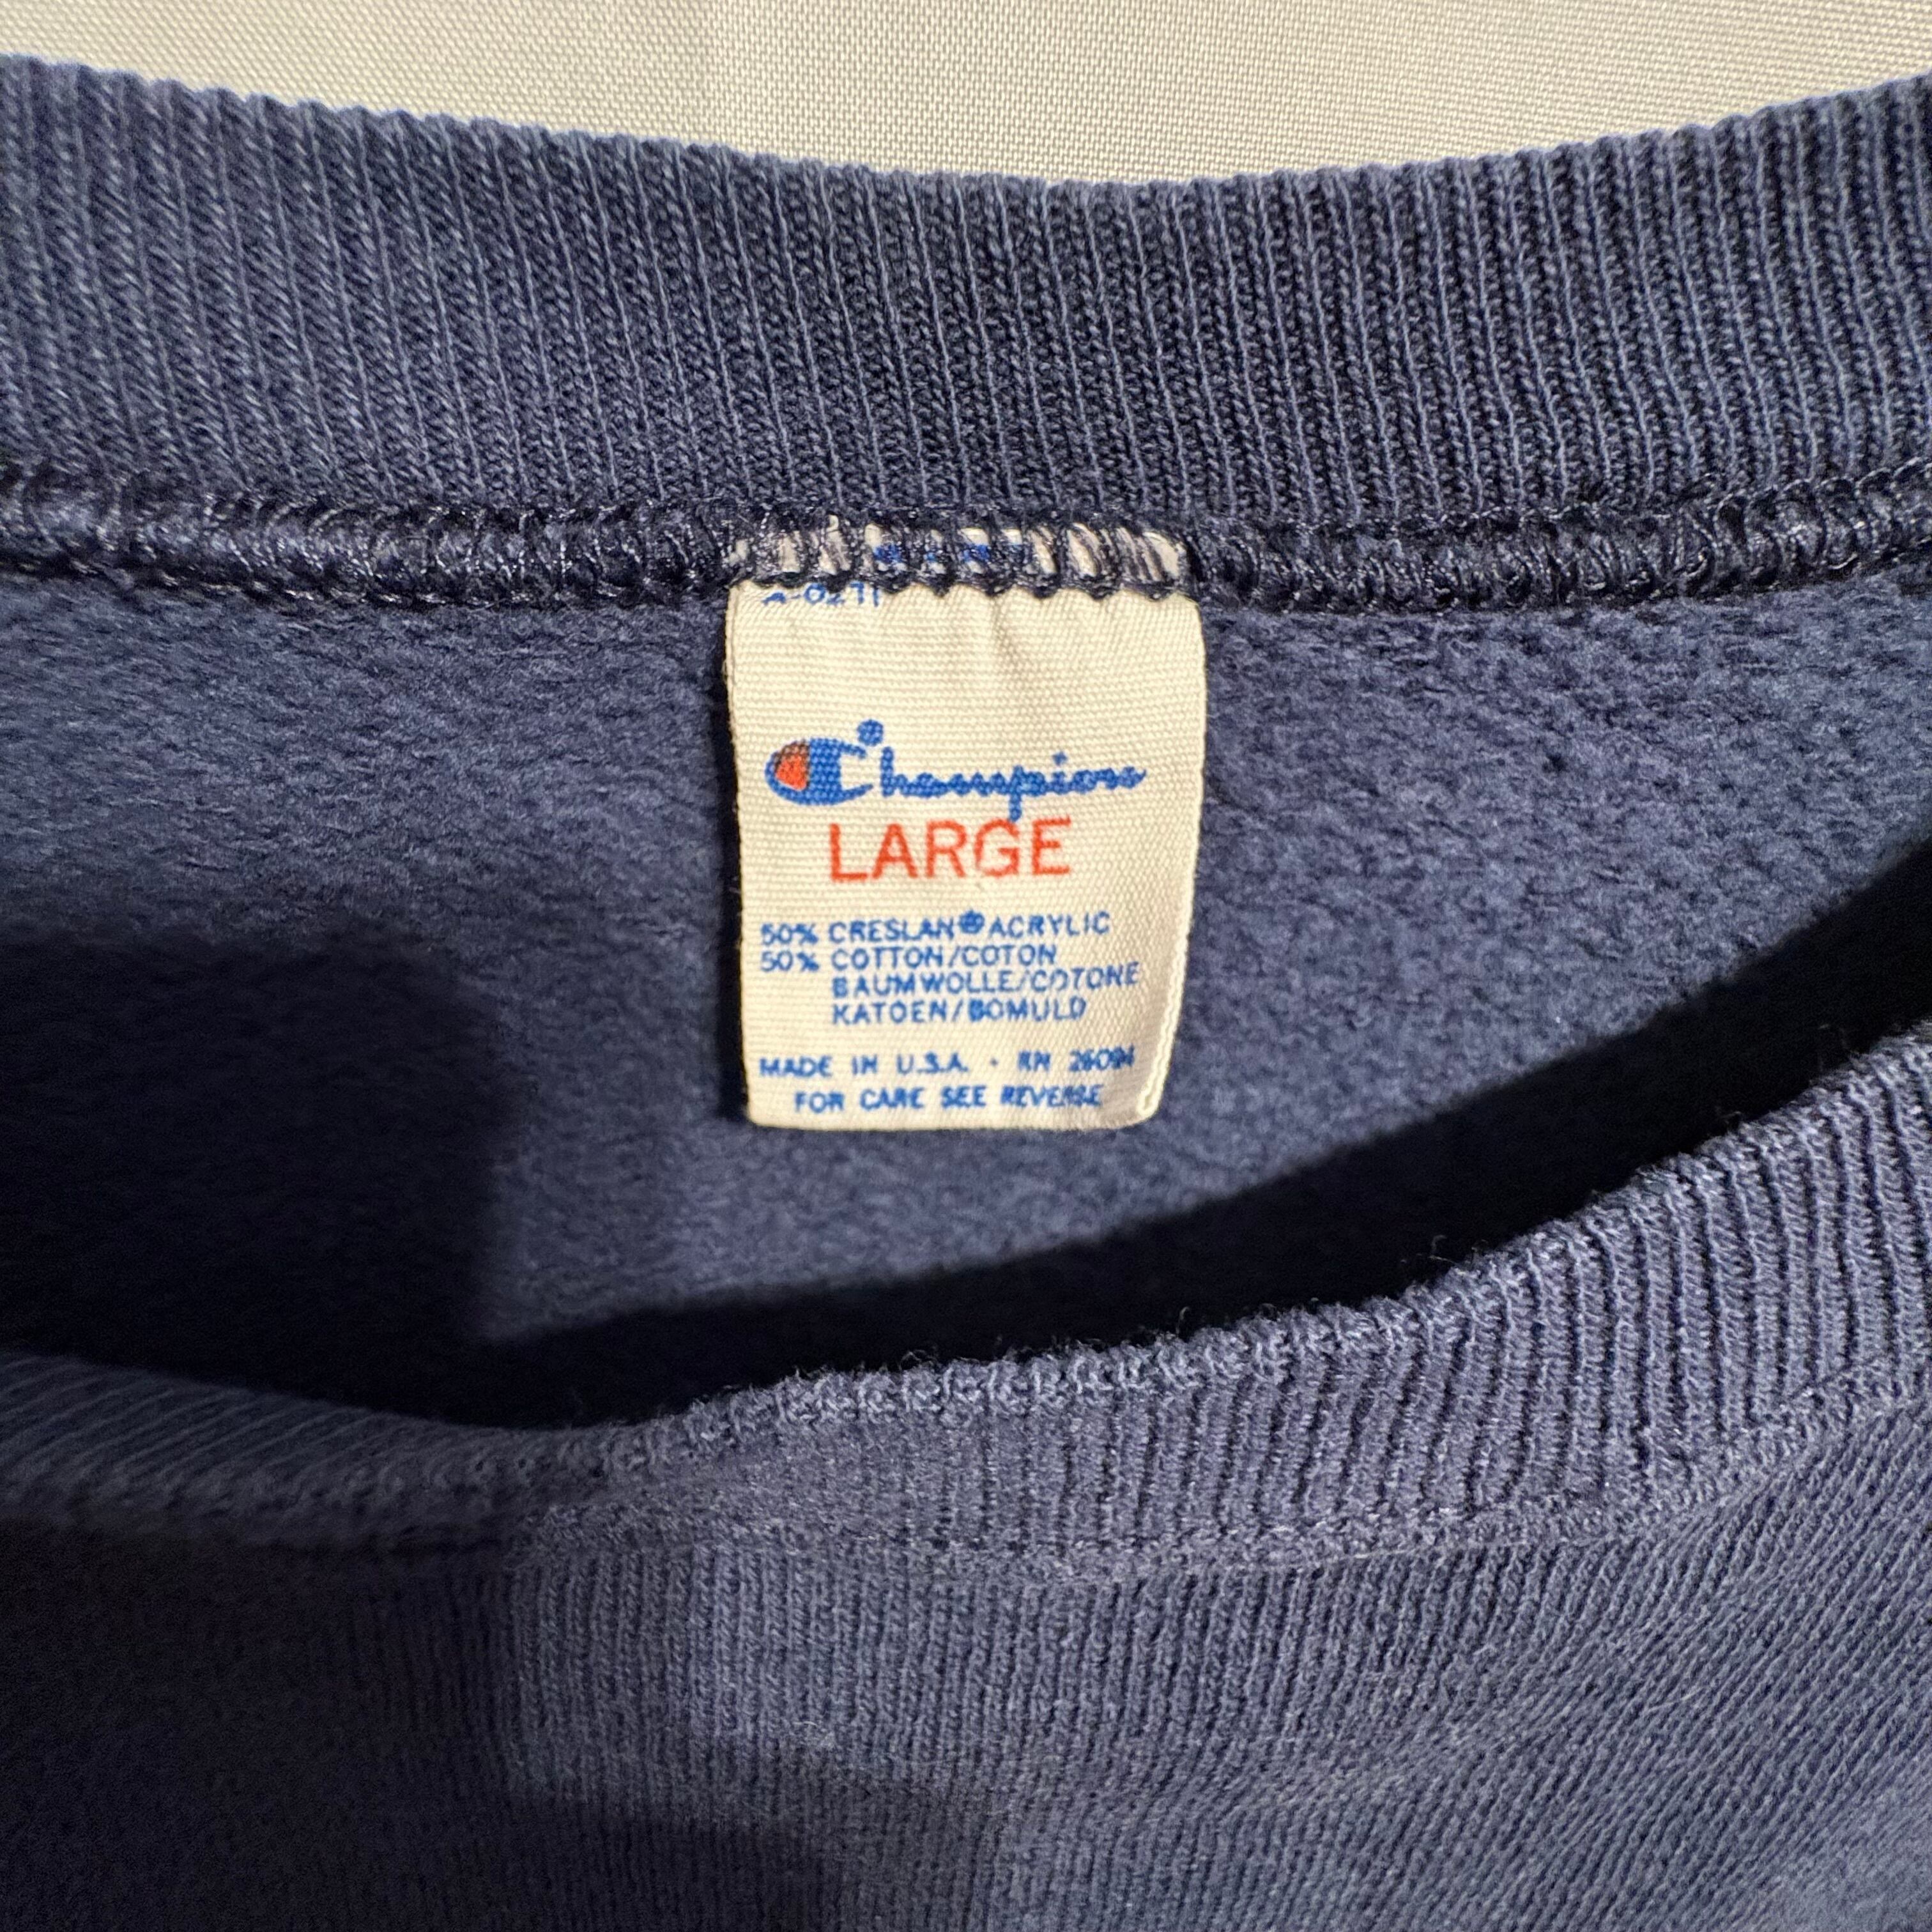 Champion
LARGE
50% CRESLAN® ACRYLIC
50% COTTON/COTON
BAUMWOLLE/COTONE
KATOEN/BOMULD
MADE IN U.S.A. · RN 26094
FOR CARE SEE REVERSE